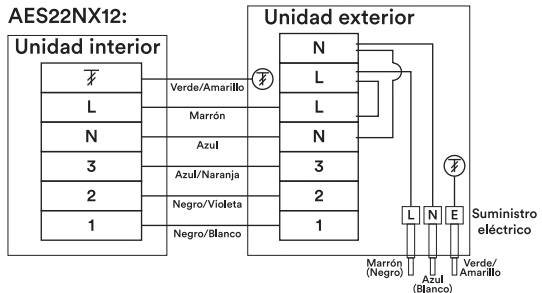 AES22NX12:
Unidad interior
Unidad exterior
L
N
3
2
1
Verde/Amarillo
Marrón
Azul
Azul/Naranja
Negro/Violeta
Negro/Blanco
N
L
L
N
3
2
1
L N E
Suministro
eléctrico
Marrón
(Negro)
Azul
(Blanco)
Verde/
Amarillo